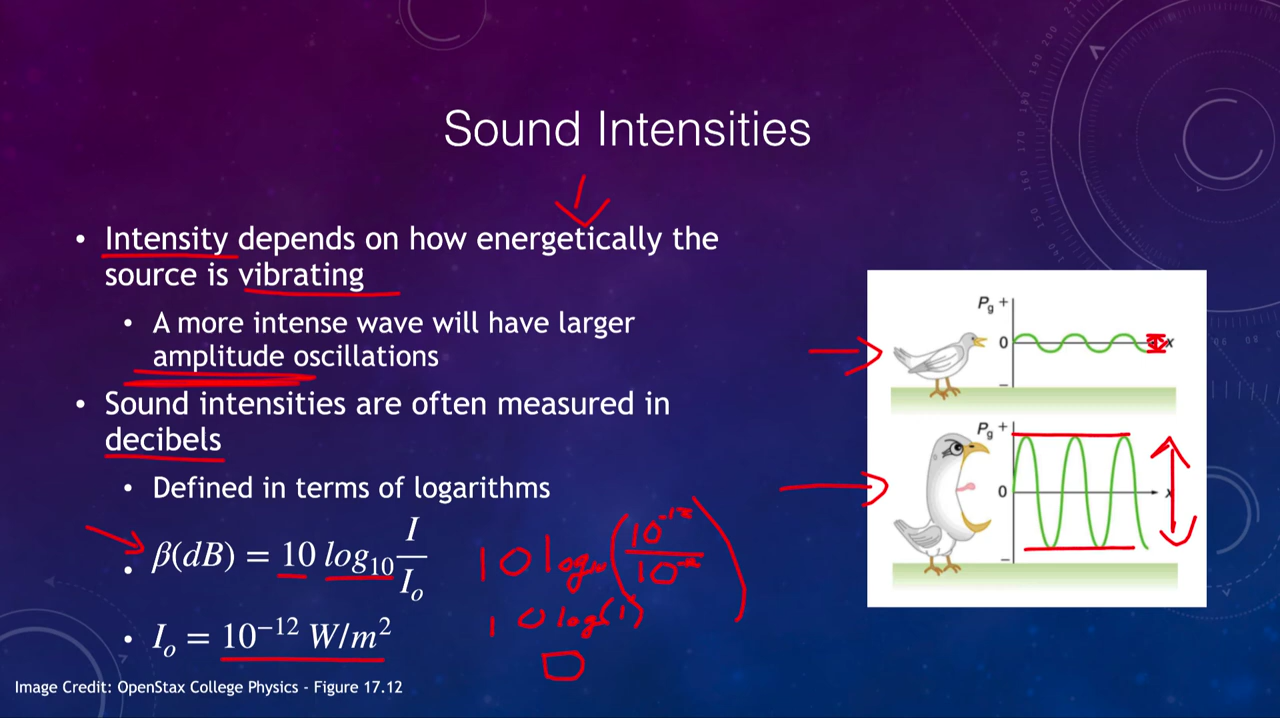 Sound Intensities
• Intensity depends on how energetically the
source is vibrating
• A more intense wave will have larger
amplitude oscillations
• Sound intensities are often measured in
decibels
• Defined in terms of logarithms
• β(dB) = 10 log₁₀ I/Iₒ
• Iₒ = 10⁻¹² W/m²
10 log₁₀(10⁻¹²/10⁻¹²)
10 log(1)
0
Image Credit: OpenStax College Physics - Figure 17.12
Pg +
0 x
–
Pg +
0 x
–